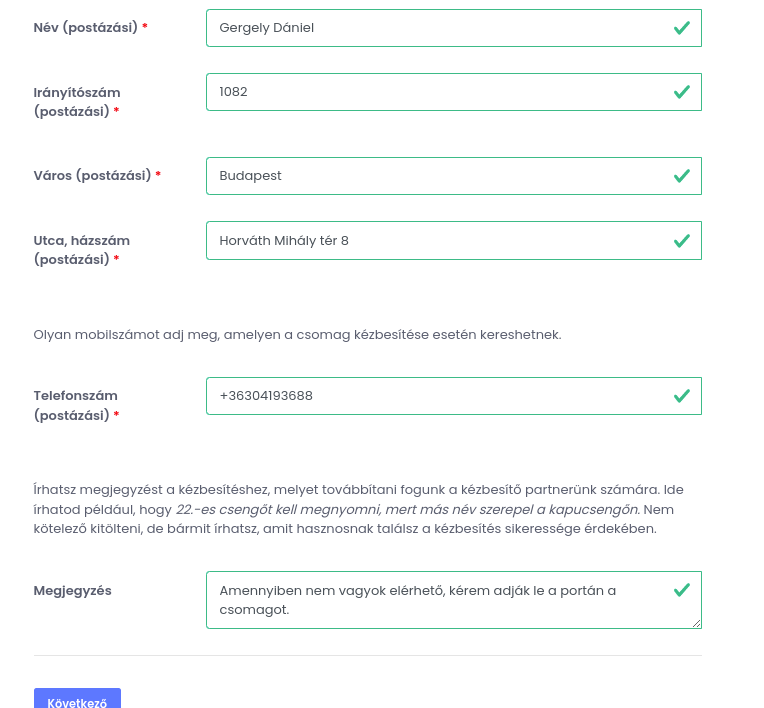 Név (postázási) *
Gergely Dániel
Irányítószám
(postázási) *
1082
Város (postázási) *
Budapest
Utca, házszám
(postázási) *
Horváth Mihály tér 8
Olyan mobilszámot adj meg, amelyen a csomag kézbesítése esetén kereshetnek.
Telefonszám
(postázási) *
+36304193688
Írhatsz megjegyzést a kézbesítéshez, melyet továbbítani fogunk a kézbesítő partnerünk számára. Ide
írhatod például, hogy 22.-es csengőt kell megnyomni, mert más név szerepel a kapucsengőn. Nem
kötelező kitölteni, de bármit írhatsz, amit hasznosnak találsz a kézbesítés sikeressége érdekében.
Megjegyzés
Amennyiben nem vagyok elérhető, kérem adják le a portán a
csomagot.
Következő